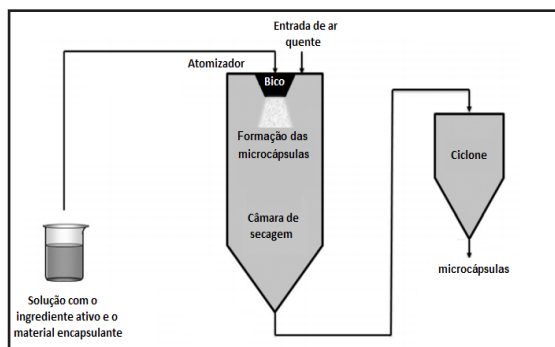 Entrada de ar
quente
Atomizador
Bico
Formação das
microcápsulas
Ciclone
Câmara de
secagem
microcápsulas
Solução com o
ingrediente ativo e o
material encapsulante